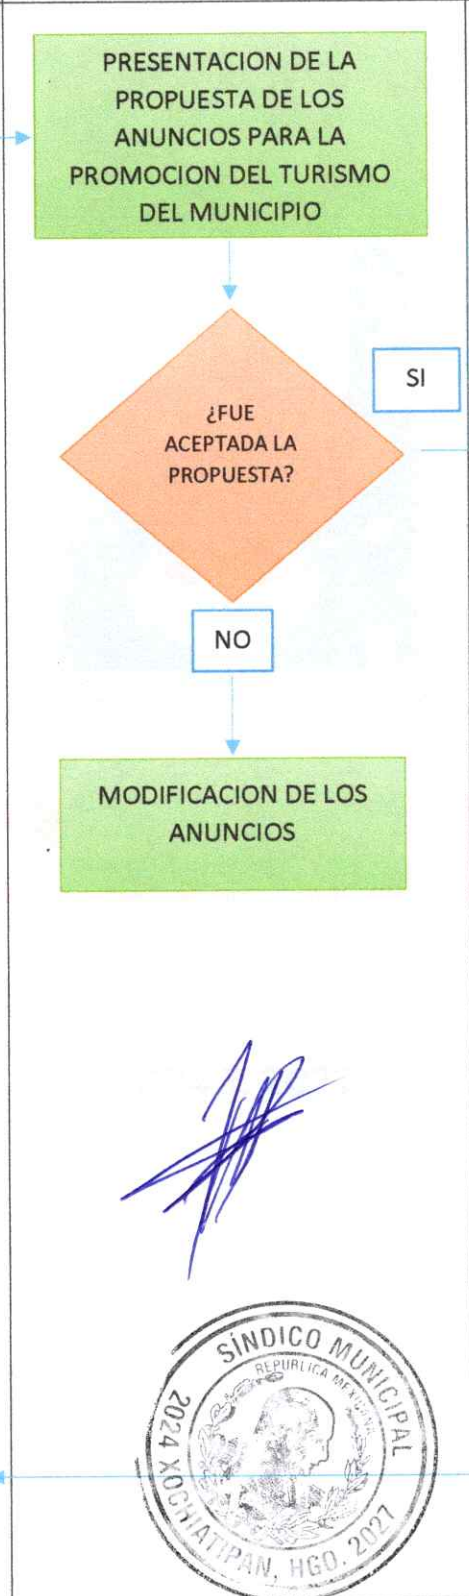 PRESENTACION DE LA
PROPUESTA DE LOS
ANUNCIOS PARA LA
PROMOCION DEL TURISMO
DEL MUNICIPIO
¿FUE
ACEPTADA LA
PROPUESTA?
SI
NO
MODIFICACION DE LOS
ANUNCIOS
SÍNDICO MUNICIPAL
REPUBLICA MEXICANA
2024 XOCHIATIPAN, HGO. 2027